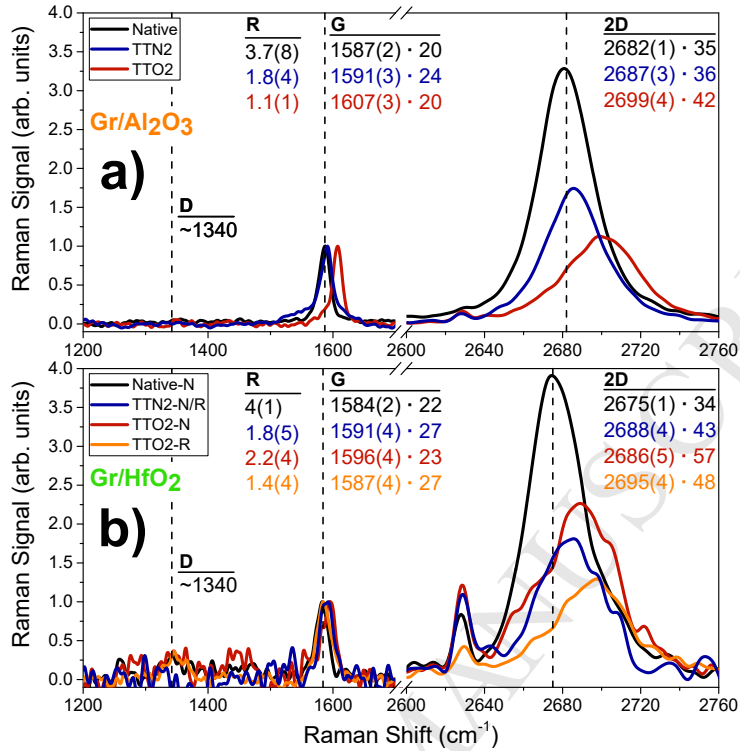 4.0
3.5
3.0
2.5
2.0
1.5
1.0
0.5
0.0
Raman Signal (arb. units)
Native
TTN2
TTO2
Gr/Al2O3
a)
D
~1340
R G 2D
3.7(8) 1587(2) · 20 2682(1) · 35
1.8(4) 1591(3) · 24 2687(3) · 36
1.1(1) 1607(3) · 20 2699(4) · 42
1200 1400 1600 2600 2640 2680 2720 2760
4.0
3.5
3.0
2.5
2.0
1.5
1.0
0.5
0.0
Raman Signal (arb. units)
Native-N
TTN2-N/R
TTO2-N
TTO2-R
Gr/HfO2
b)
D
~1340
R G 2D
4(1) 1584(2) · 22 2675(1) · 34
1.8(5) 1591(4) · 27 2688(4) · 43
2.2(4) 1596(4) · 23 2686(5) · 57
1.4(4) 1587(4) · 27 2695(4) · 48
1200 1400 1600 2600 2640 2680 2720 2760
Raman Shift (cm-1)